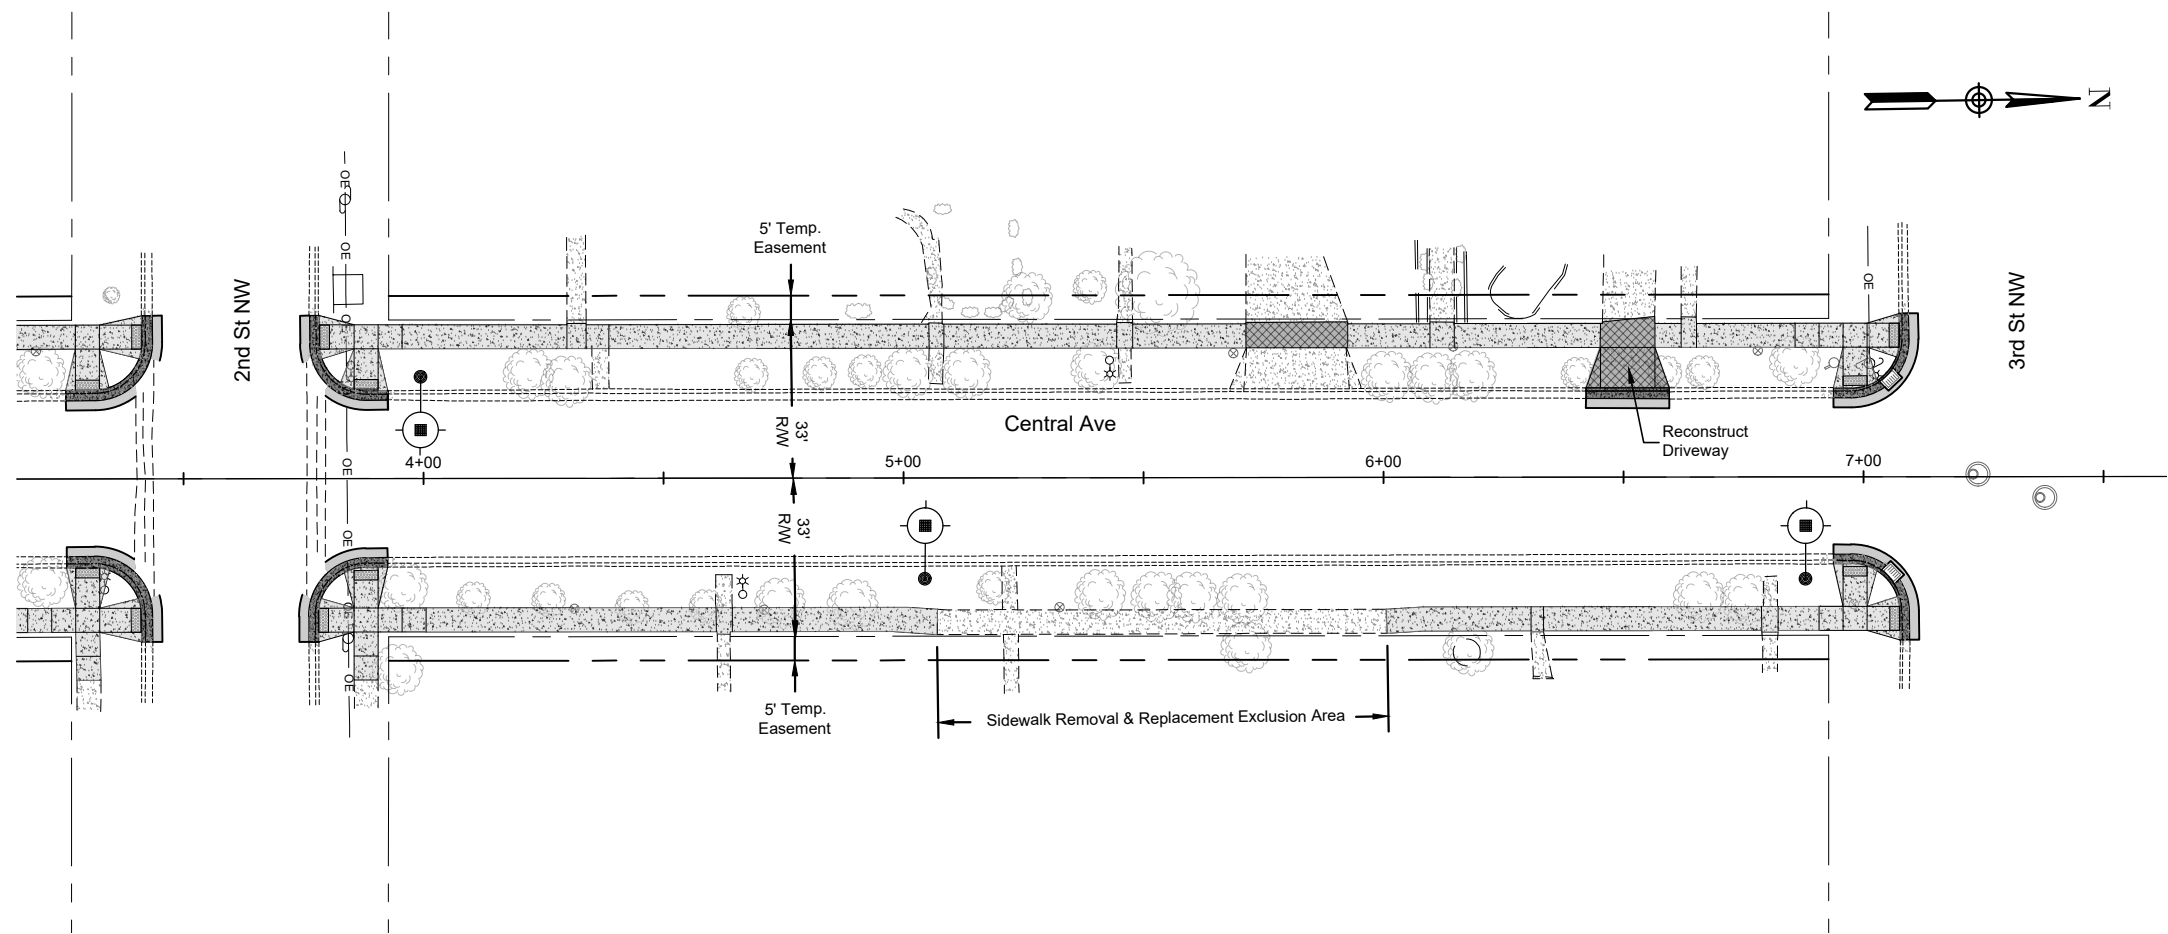 N
OE
5' Temp.
Easement
OE
2nd St NW
OE
3rd St NW
O
33'
R/W
Central Ave
Reconstruct
Driveway
4+00
5+00
6+00
7+00
OE
33'
R/W
OE
OE
5' Temp.
Easement
Sidewalk Removal & Replacement Exclusion Area